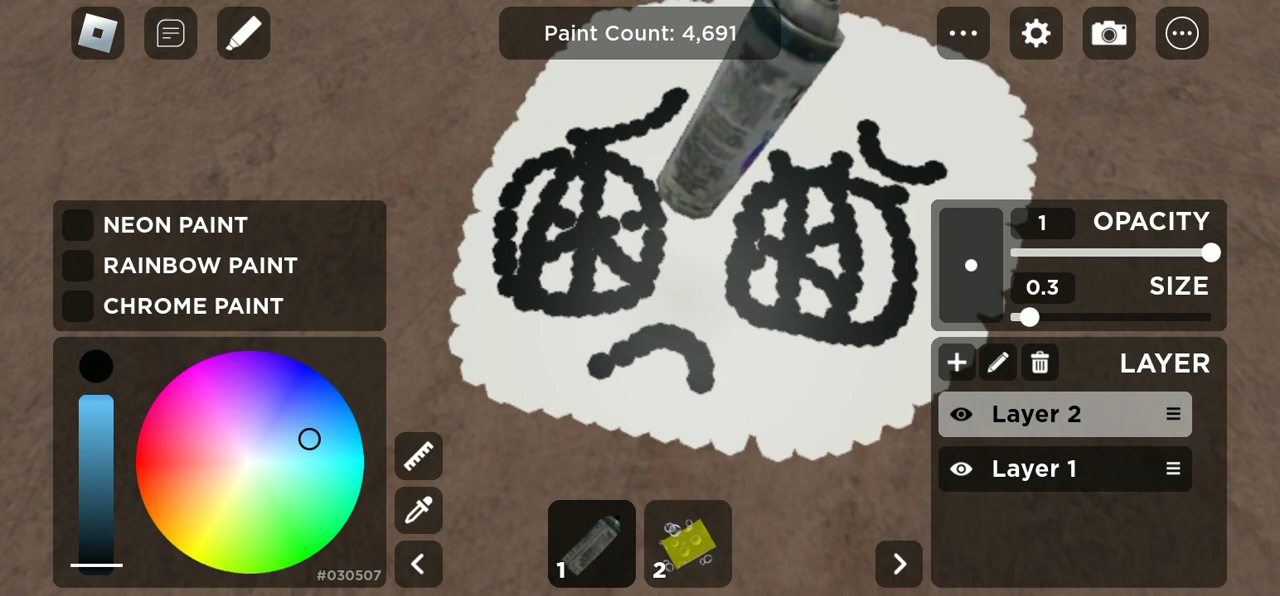 Paint Count: 4,691
NEON PAINT
RAINBOW PAINT
CHROME PAINT
1 OPACITY
0.3 SIZE
LAYER
Layer 2
Layer 1
#030507
1
2